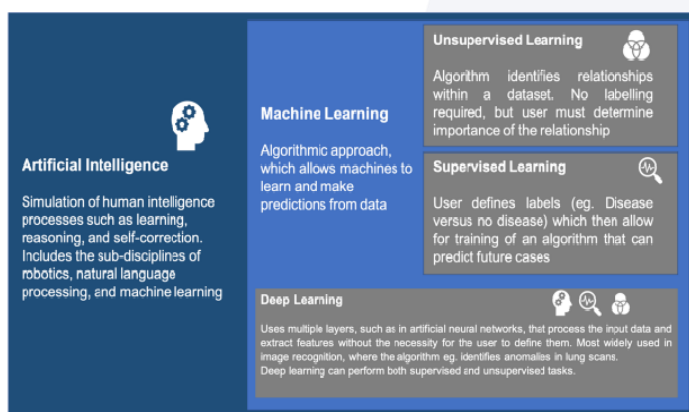 Artificial Intelligence
Simulation of human intelligence
processes such as learning,
reasoning, and self-correction.
Includes the sub-disciplines of
robotics, natural language
processing, and machine learning
Machine Learning
Algorithmic approach,
which allows machines to
learn and make
predictions from data
Unsupervised Learning
Algorithm identifies relationships
within a dataset. No labelling
required, but user must determine
importance of the relationship
Supervised Learning
User defines labels (eg. Disease
versus no disease) which then allow
for training of an algorithm that can
predict future cases
Deep Learning
Uses multiple layers, such as in artificial neural networks, that process the input data and
extract features without the necessity for the user to define them. Most widely used in
image recognition, where the algorithm eg. identifies anomalies in lung scans.
Deep learning can perform both supervised and unsupervised tasks.